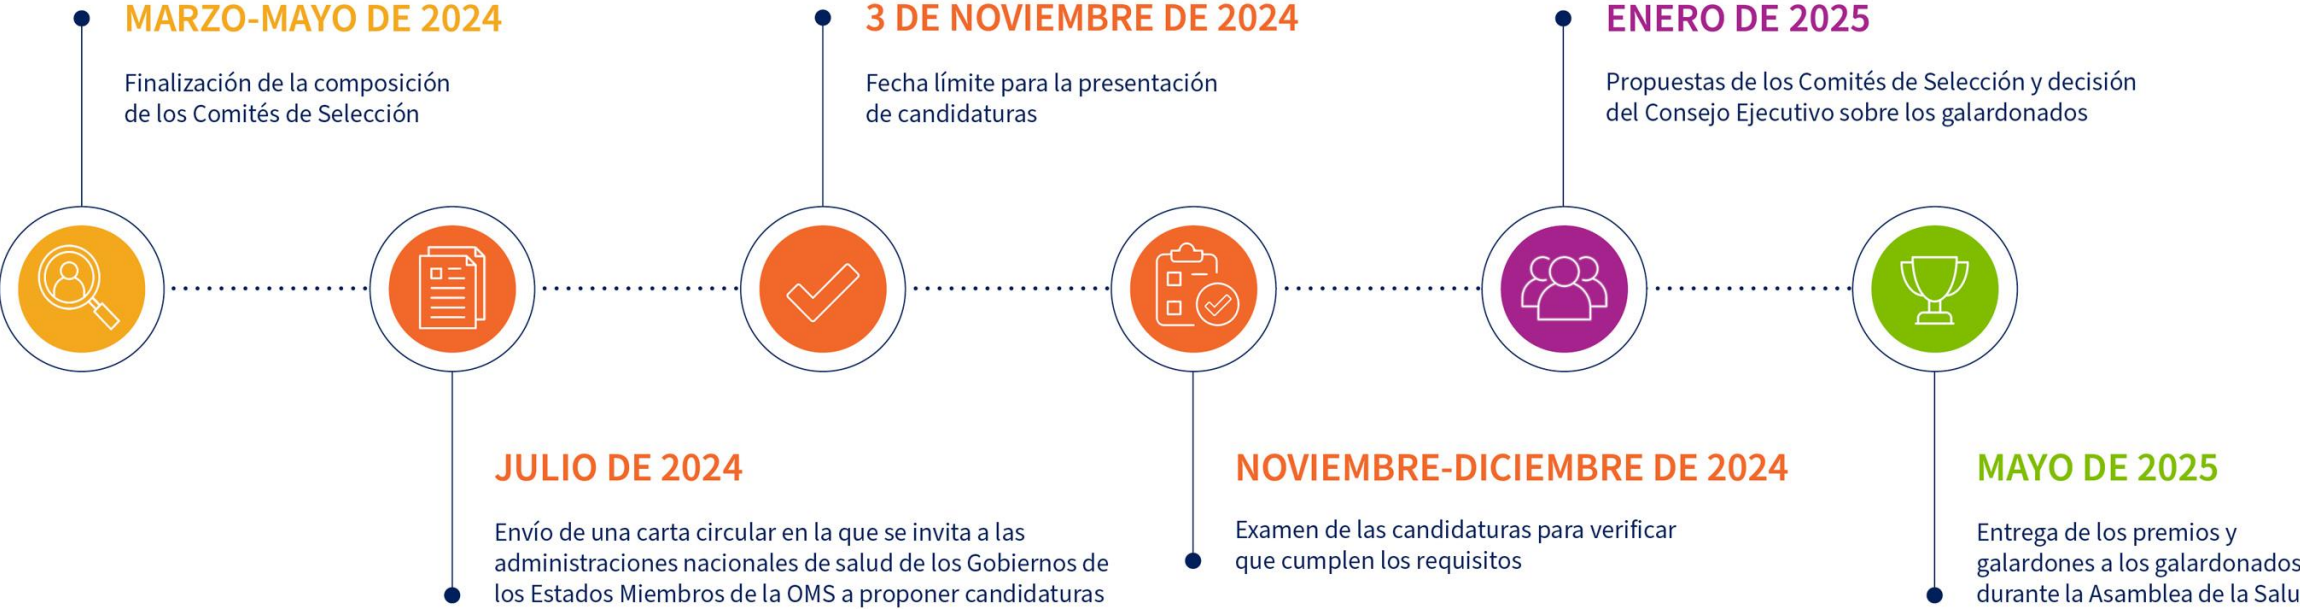 MARZO-MAYO DE 2024
Finalización de la composición
de los Comités de Selección
JULIO DE 2024
Envío de una carta circular en la que se invita a las
administraciones nacionales de salud de los Gobiernos de
los Estados Miembros de la OMS a proponer candidaturas
3 DE NOVIEMBRE DE 2024
Fecha límite para la presentación
de candidaturas
NOVIEMBRE-DICIEMBRE DE 2024
Examen de las candidaturas para verificar
que cumplen los requisitos
ENERO DE 2025
Propuestas de los Comités de Selección y decisión
del Consejo Ejecutivo sobre los galardonados
MAYO DE 2025
Entrega de los premios y
galardones a los galardonados
durante la Asamblea de la Salu